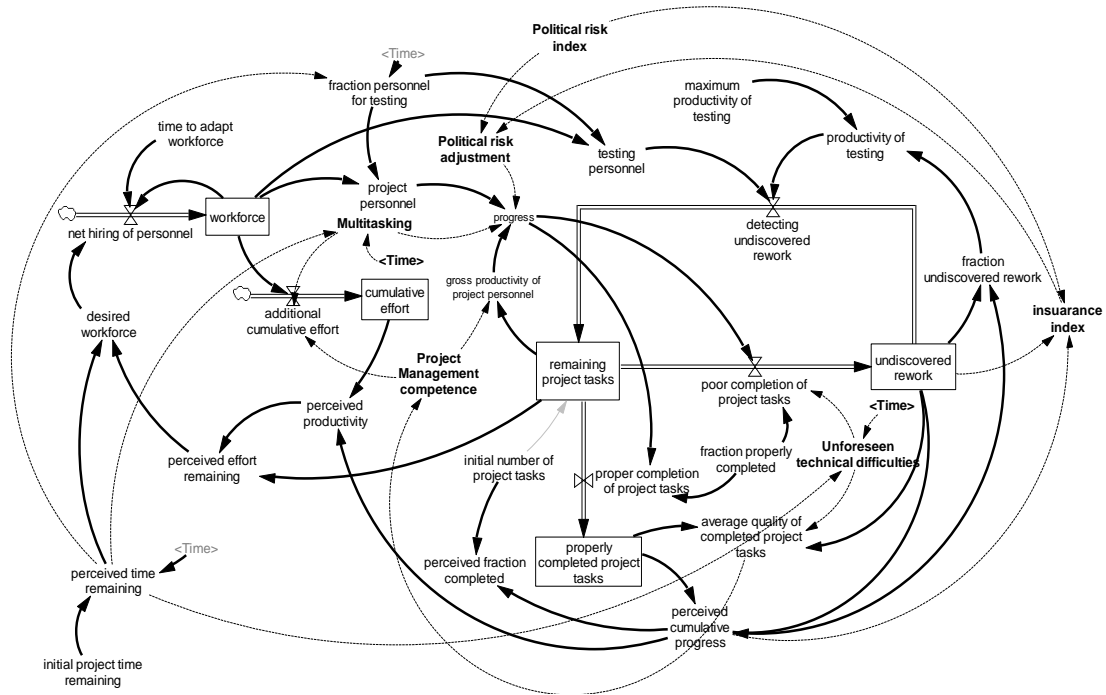 Political risk
index
<Time>
fraction personnel
for testing
maximum
productivity of
testing
time to adapt
workforce
Political risk
adjustment
testing
personnel
productivity of
testing
project
personnel
workforce
progress
Multitasking
net hiring of personnel
detecting
undiscovered
rework
<Time>
fraction
undiscovered rework
gross productivity of
project personnel
cumulative
effort
additional
cumulative effort
desired
workforce
insuarance
index
Project
Management
competence
remaining
project tasks
undiscovered
rework
poor completion of
project tasks
<Time>
perceived
productivity
Unforeseen
technical difficulties
fraction properly
completed
perceived effort
remaining
initial number of
project tasks
proper completion
of project tasks
average quality of
completed project
tasks
<Time>
properly
completed project
tasks
perceived time
remaining
perceived fraction
completed
perceived
cumulative
progress
initial project time
remaining